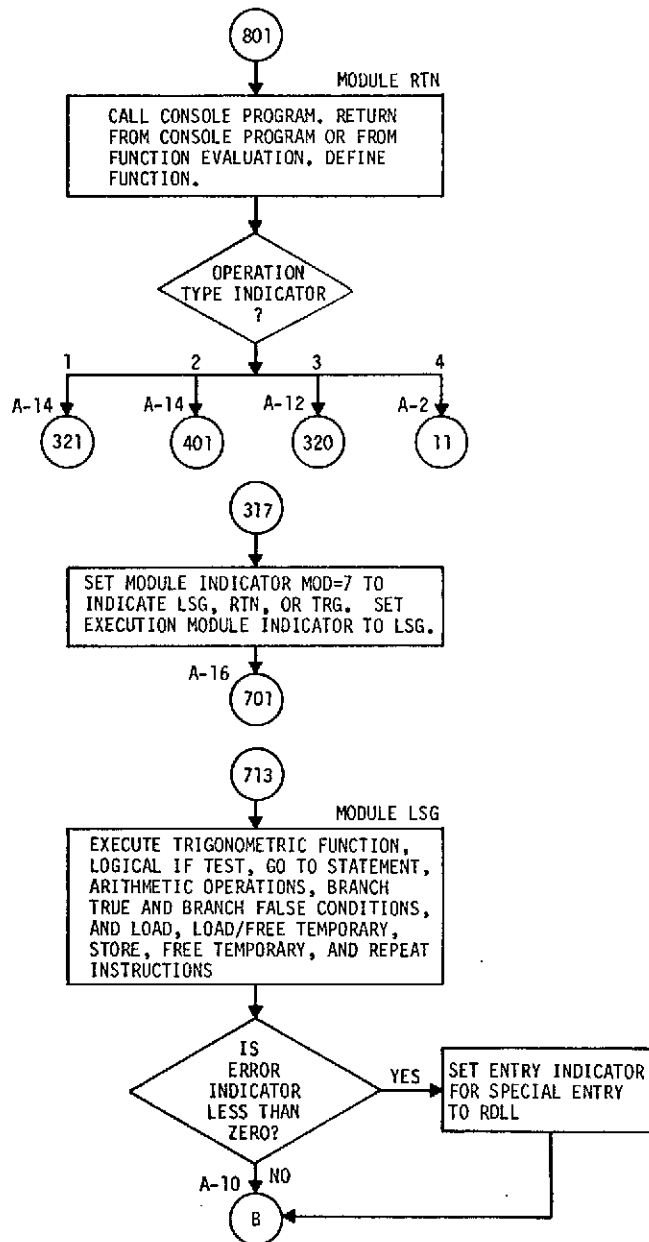 801
MODULE RTN
CALL CONSOLE PROGRAM. RETURN
FROM CONSOLE PROGRAM OR FROM
FUNCTION EVALUATION. DEFINE
FUNCTION.
OPERATION
TYPE INDICATOR
?
1 2 3 4
A-14 A-14 A-12 A-2
321 401 320 11
317
SET MODULE INDICATOR MOD=7 TO
INDICATE LSG, RTN, OR TRG. SET
EXECUTION MODULE INDICATOR TO LSG.
A-16
701
713
MODULE LSG
EXECUTE TRIGONOMETRIC FUNCTION,
LOGICAL IF TEST, GO TO STATEMENT,
ARITHMETIC OPERATIONS, BRANCH
TRUE AND BRANCH FALSE CONDITIONS,
AND LOAD, LOAD/FREE TEMPORARY,
STORE, FREE TEMPORARY, AND REPEAT
INSTRUCTIONS
IS
ERROR
INDICATOR
LESS THAN
ZERO?
YES
SET ENTRY INDICATOR
FOR SPECIAL ENTRY
TO RDLL
A-10 NO
B